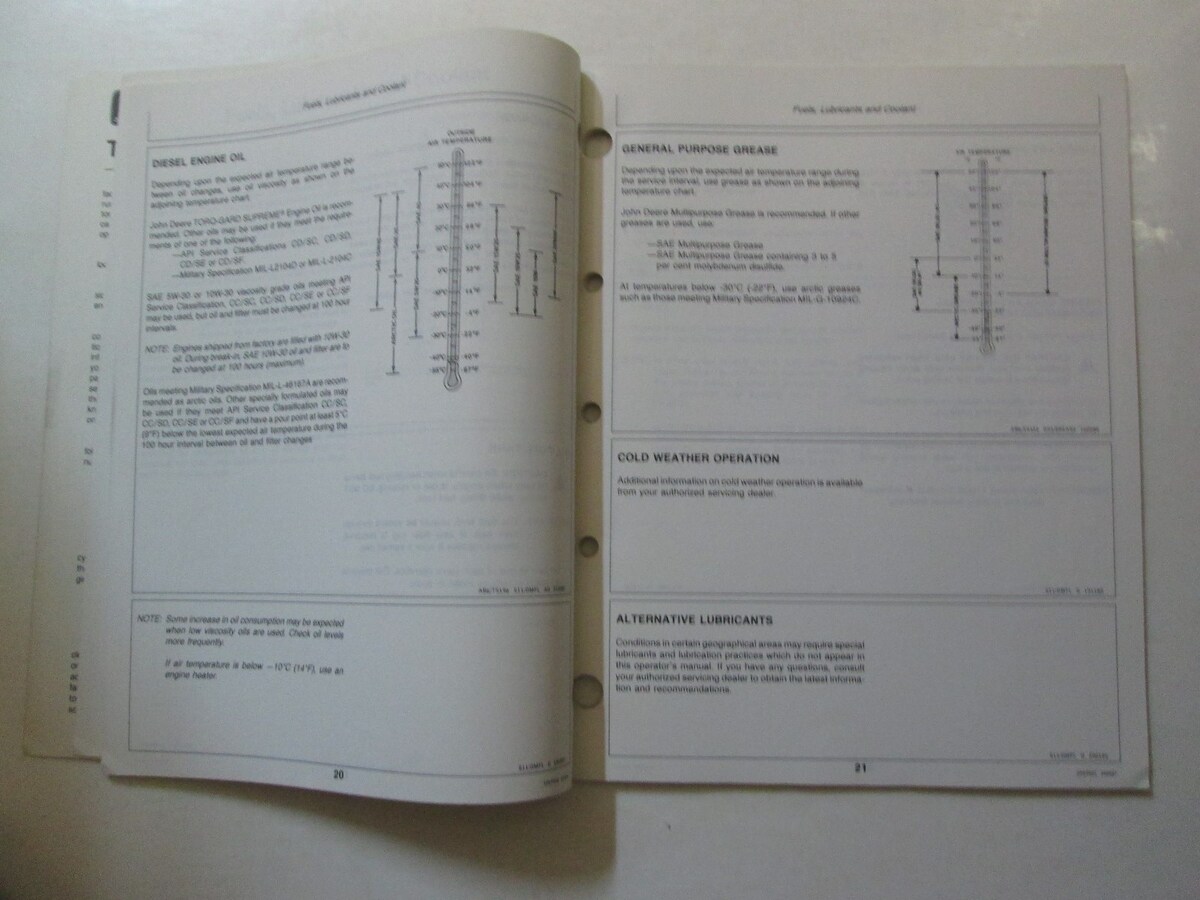 Fuels, Lubricants and Coolant
DIESEL ENGINE OIL
Depending upon the expected air temperature range be-
tween oil changes, use oil viscosity as shown on the
adjoining temperature chart.
John Deere TORQ-GARD SUPREME® Engine Oil is recom-
mended. Other oils may be used if they meet the require-
ments of one of the following:
—API Service Classifications CD/SC, CD/SD,
CD/SE or CD/SF.
—Military Specification MIL-L-2104D or MIL-L-2104C
SAE 5W-30 or 10W-30 viscosity grade oils meeting API
Service Classification, CC/SC, CC/SD, CC/SE or CC/SF
may be used, but oil and filter must be changed at 100 hour
intervals.
NOTE: Engines shipped from factory are filled with 10W-30
oil. During break-in, SAE 10W-30 oil and filter are to
be changed at 100 hours (maximum)
Oils meeting Military Specification MIL-L-46167A are recom-
mended as arctic oils. Other specially formulated oils may
be used if they meet API Service Classification CC/SC,
CC/SD, CC/SE or CC/SF and have a pour point at least 5°C
(9°F) below the lowest expected air temperature during the
100 hour interval between oil and filter changes
OUTSIDE
AIR TEMPERATURE
NOTE: Some increase in oil consumption may be expected
when low viscosity oils are used. Check oil levels
more frequently.
If air temperature is below −10°C (14°F), use an
engine heater.
20
Fuels, Lubricants and Coolant
GENERAL PURPOSE GREASE
Depending upon the expected air temperature range during
the service interval, use grease as shown on the adjoining
temperature chart.
John Deere Multipurpose Grease is recommended. If other
greases are used, use:
—SAE Multipurpose Grease
—SAE Multipurpose Grease containing 3 to 5
per cent molybdenum disulfide.
At temperatures below -30°C (-22°F), use arctic greases
such as those meeting Military Specification MIL-G-10924C.
AIR TEMPERATURE
COLD WEATHER OPERATION
Additional information on cold weather operation is available
from your authorized servicing dealer.
ALTERNATIVE LUBRICANTS
Conditions in certain geographical areas may require special
lubricants and lubrication practices which do not appear in
this operator's manual. If you have any questions, consult
your authorized servicing dealer to obtain the latest informa-
tion and recommendations.
21